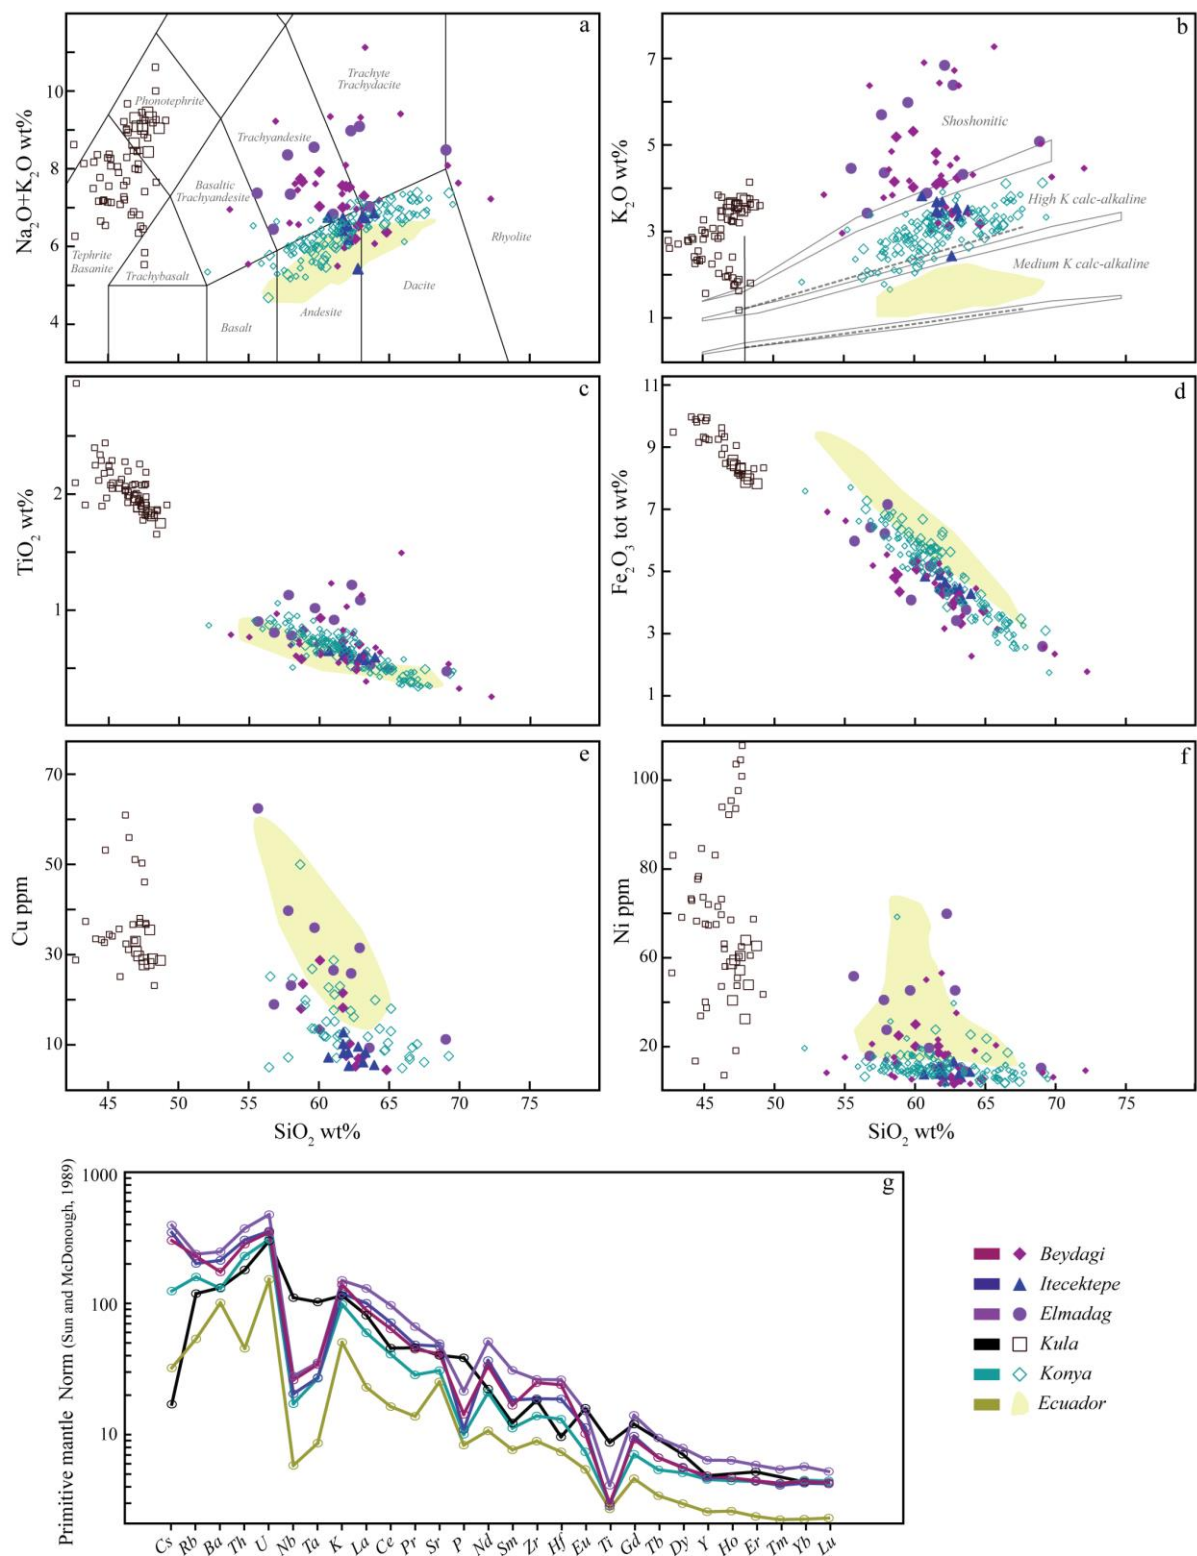 a
Na2O+K2O wt%
10
8
6
4
Phonotephrite
Trachyte
Trachydacite
Trachyandesite
Basaltic
Trachyandesite
Tephrite
Basanite
Trachybasalt
Basalt
Andesite
Dacite
Rhyolite
b
K2O wt%
7
5
3
1
Shoshonitic
High K calc-alkaline
Medium K calc-alkaline
c
TiO2 wt%
2
1
d
Fe2O3 tot wt%
11
9
7
5
3
1
e
Cu ppm
70
50
30
10
45 50 55 60 65 70 75
SiO2 wt%
f
Ni ppm
100
80
60
20
45 50 55 60 65 70 75
SiO2 wt%
g
Primitive mantle Norm (Sun and McDonough, 1989)
1000
100
10
Cs Rb Ba Th U Nb Ta K La Ce Pr Sr P Nd Sm Zr Hf Eu Ti Gd Tb Dy Y Ho Er Tm Yb Lu
Beydagi
Itecektepe
Elmadag
Kula
Konya
Ecuador